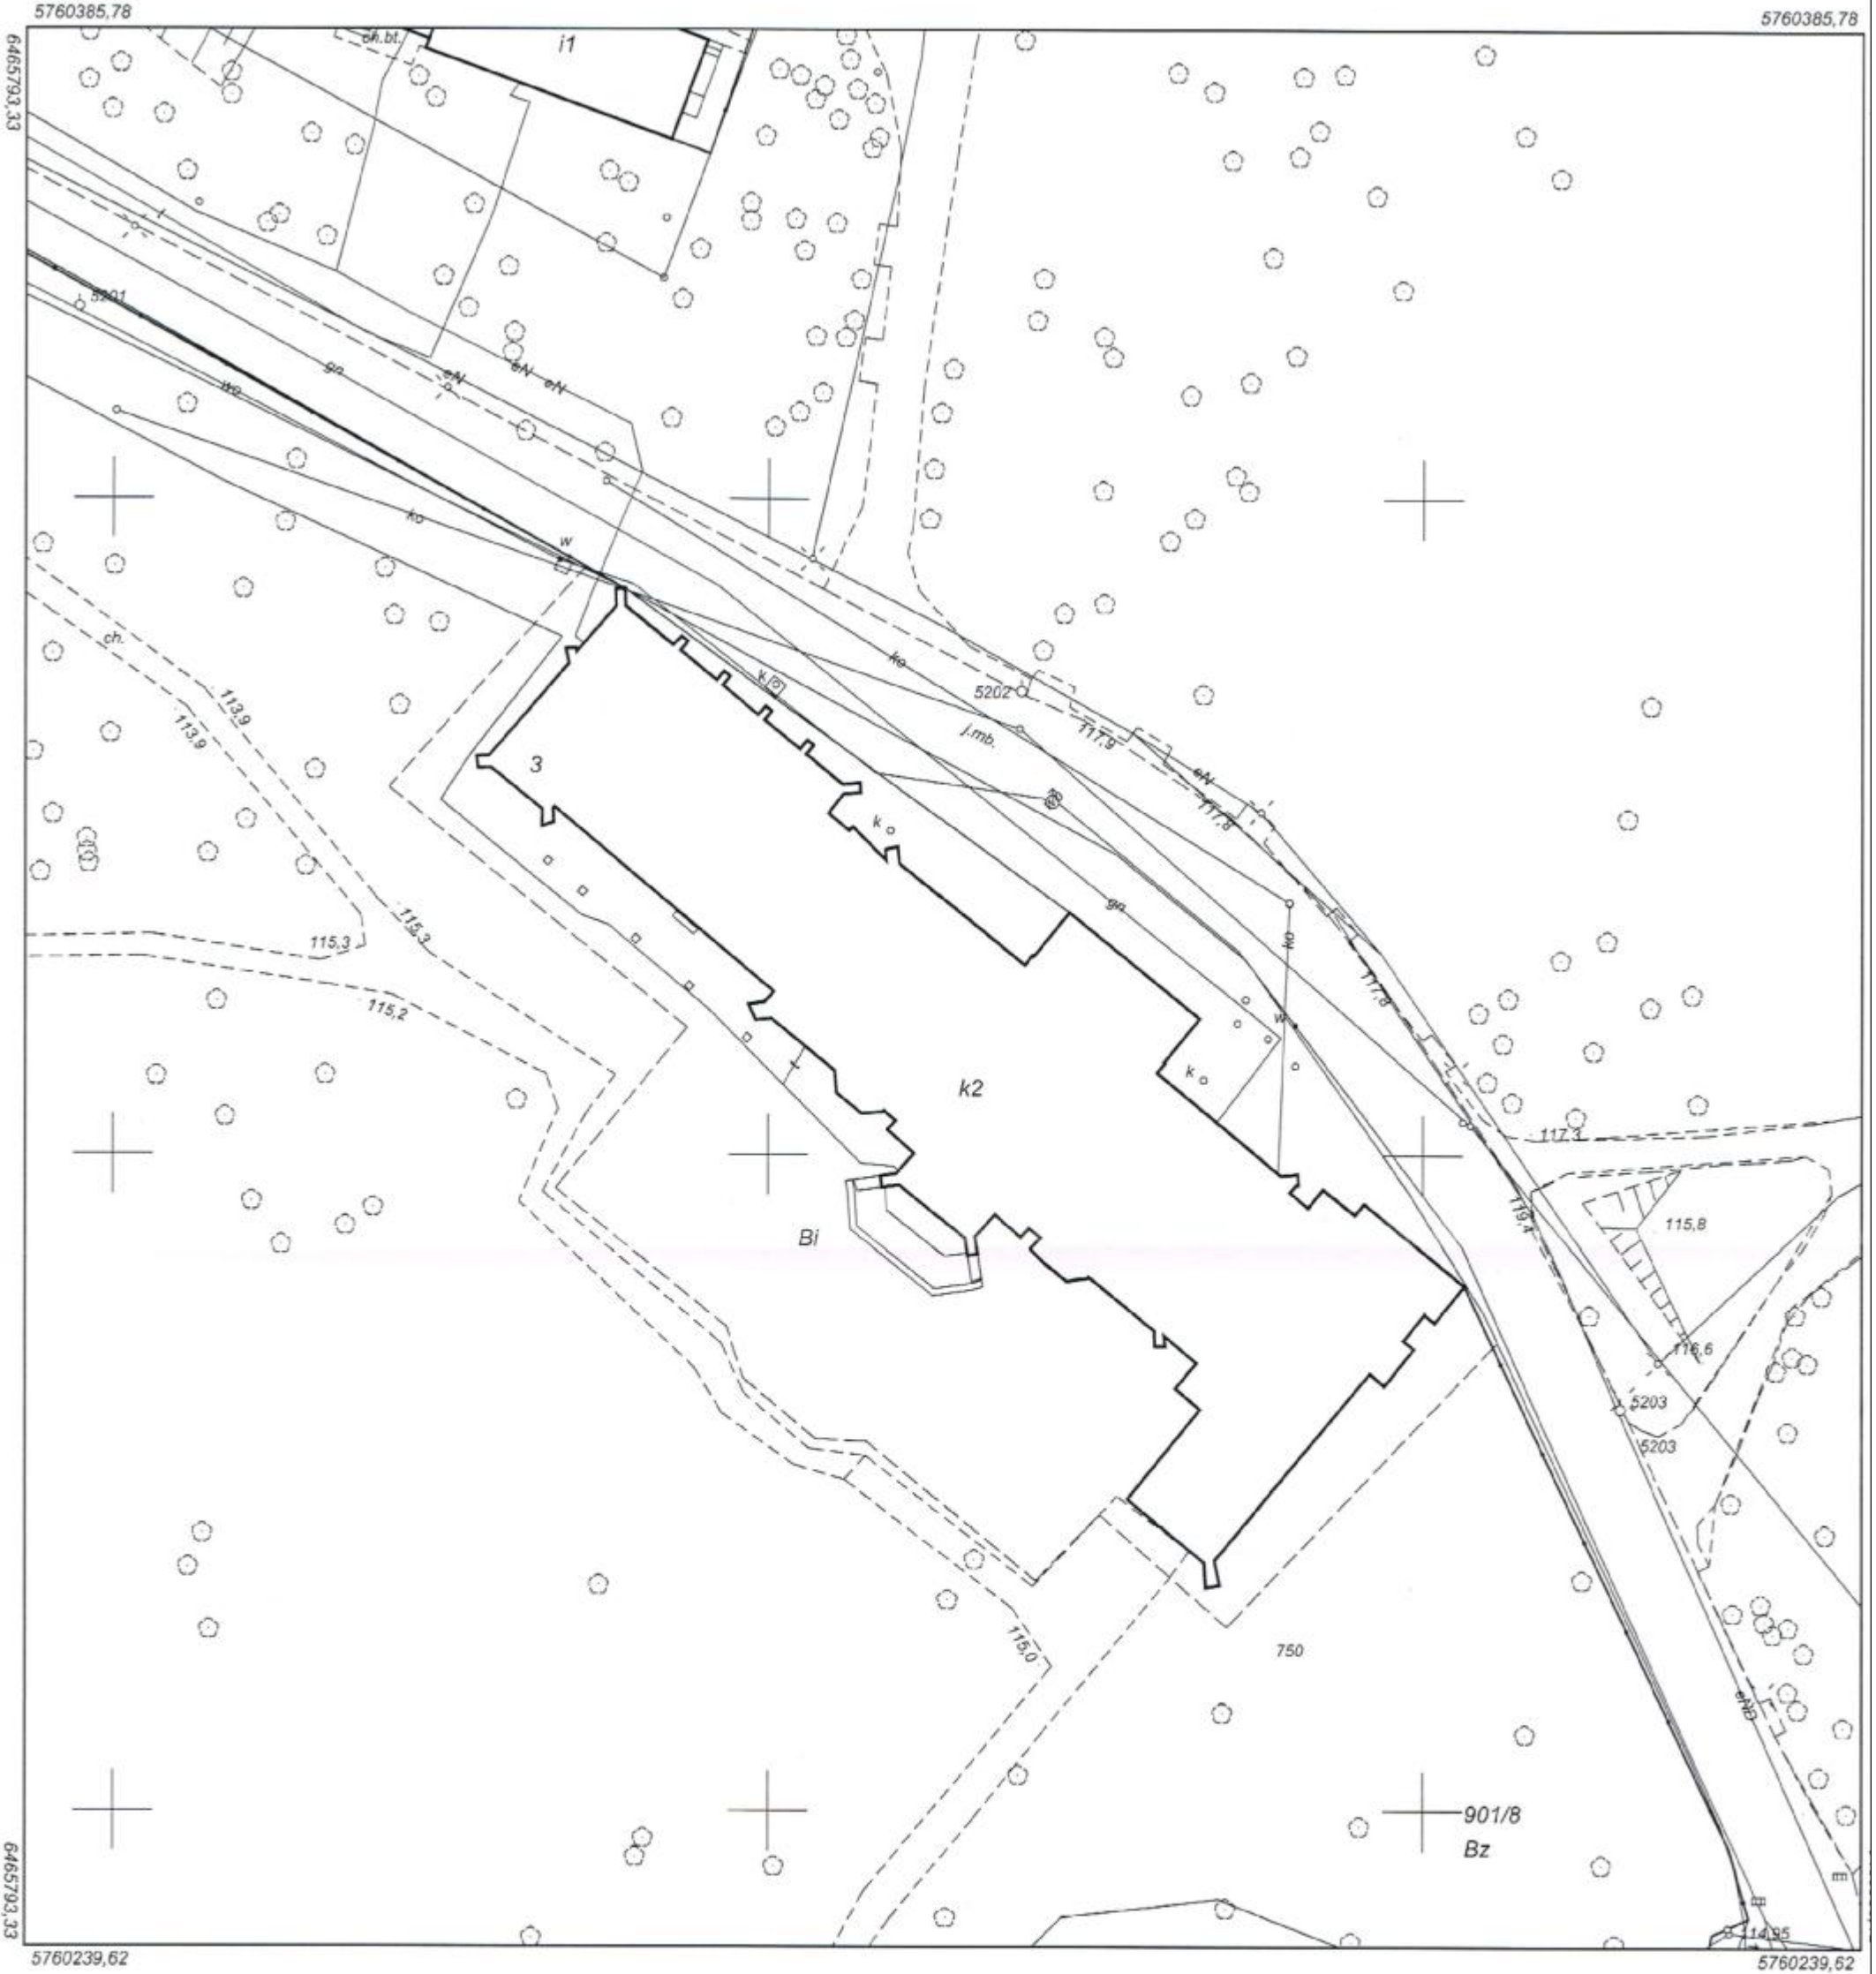 5760385,78
5760385,78
6465793,33
ch.bt.
i1
5201
wo
gn
eN
eN
eN
ko
w
ch.
113,9
113,9
3
k
k
ko
5202
j.mb.
117,9
eN
117,8
gn
ko
117,8
w
k
115,3
115,3
115,2
k2
Bi
117,3
119,4
115,8
116,6
5203
5203
115,0
750
eND
901/8
Bz
114,95
6465793,33
5760239,62
5760239,62